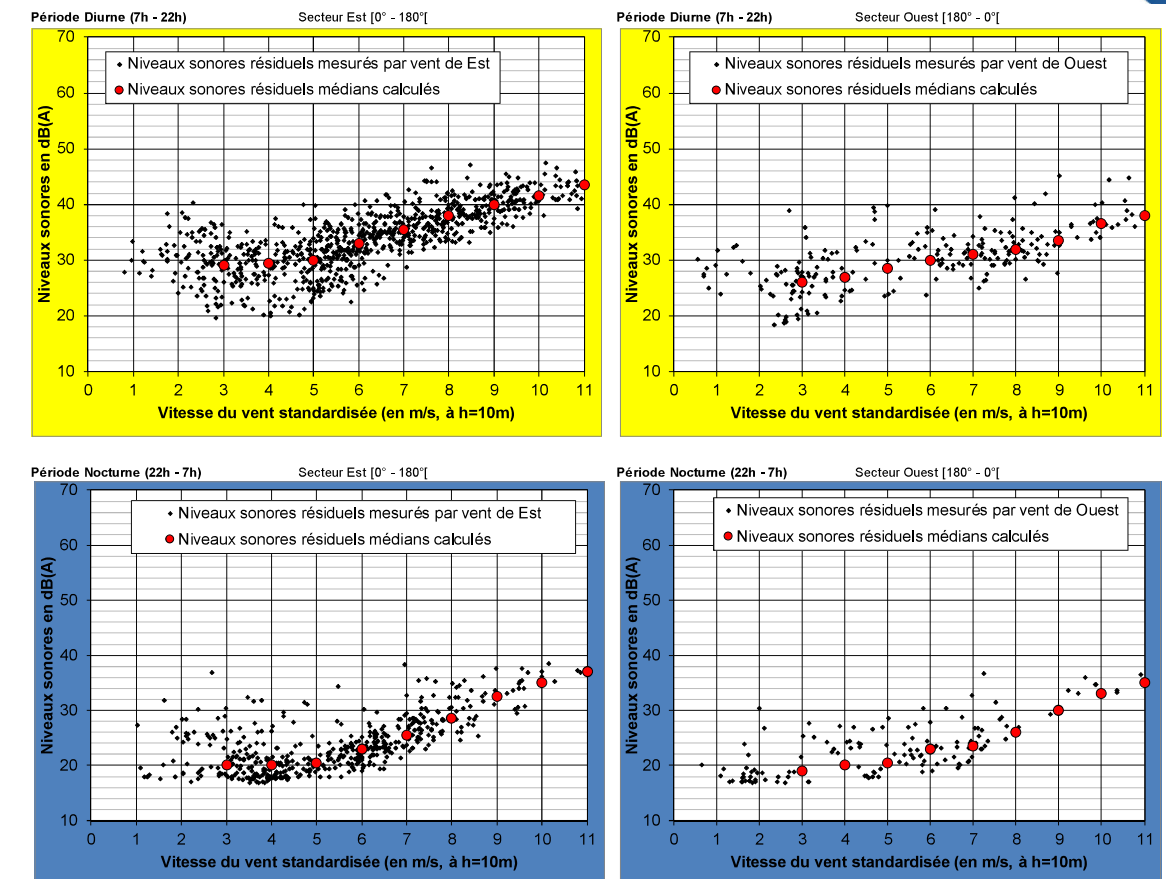 Période Diurne (7h - 22h) Secteur Est [0° - 180°[
70
60
50
40
30
20
10
Niveaux sonores en dB(A)
Niveaux sonores résiduels mesurés par vent de Est
Niveaux sonores résiduels médians calculés
0 1 2 3 4 5 6 7 8 9 10 11
Vitesse du vent standardisée (en m/s, à h=10m)
Période Diurne (7h - 22h) Secteur Ouest [180° - 0°[
70
60
50
40
30
20
10
Niveaux sonores en dB(A)
Niveaux sonores résiduels mesurés par vent de Ouest
Niveaux sonores résiduels médians calculés
0 1 2 3 4 5 6 7 8 9 10 11
Vitesse du vent standardisée (en m/s, à h=10m)
Période Nocturne (22h - 7h) Secteur Est [0° - 180°[
70
60
50
40
30
20
10
Niveaux sonores en dB(A)
Niveaux sonores résiduels mesurés par vent de Est
Niveaux sonores résiduels médians calculés
0 1 2 3 4 5 6 7 8 9 10 11
Vitesse du vent standardisée (en m/s, à h=10m)
Période Nocturne (22h - 7h) Secteur Ouest [180° - 0°[
70
60
50
40
30
20
10
Niveaux sonores en dB(A)
Niveaux sonores résiduels mesurés par vent de Ouest
Niveaux sonores résiduels médians calculés
0 1 2 3 4 5 6 7 8 9 10 11
Vitesse du vent standardisée (en m/s, à h=10m)